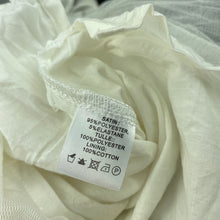 SATIN:
95%POLYESTER,
5%ELASTANE
TULLE:
100%POLYESTER
LINING:
100%COTTON